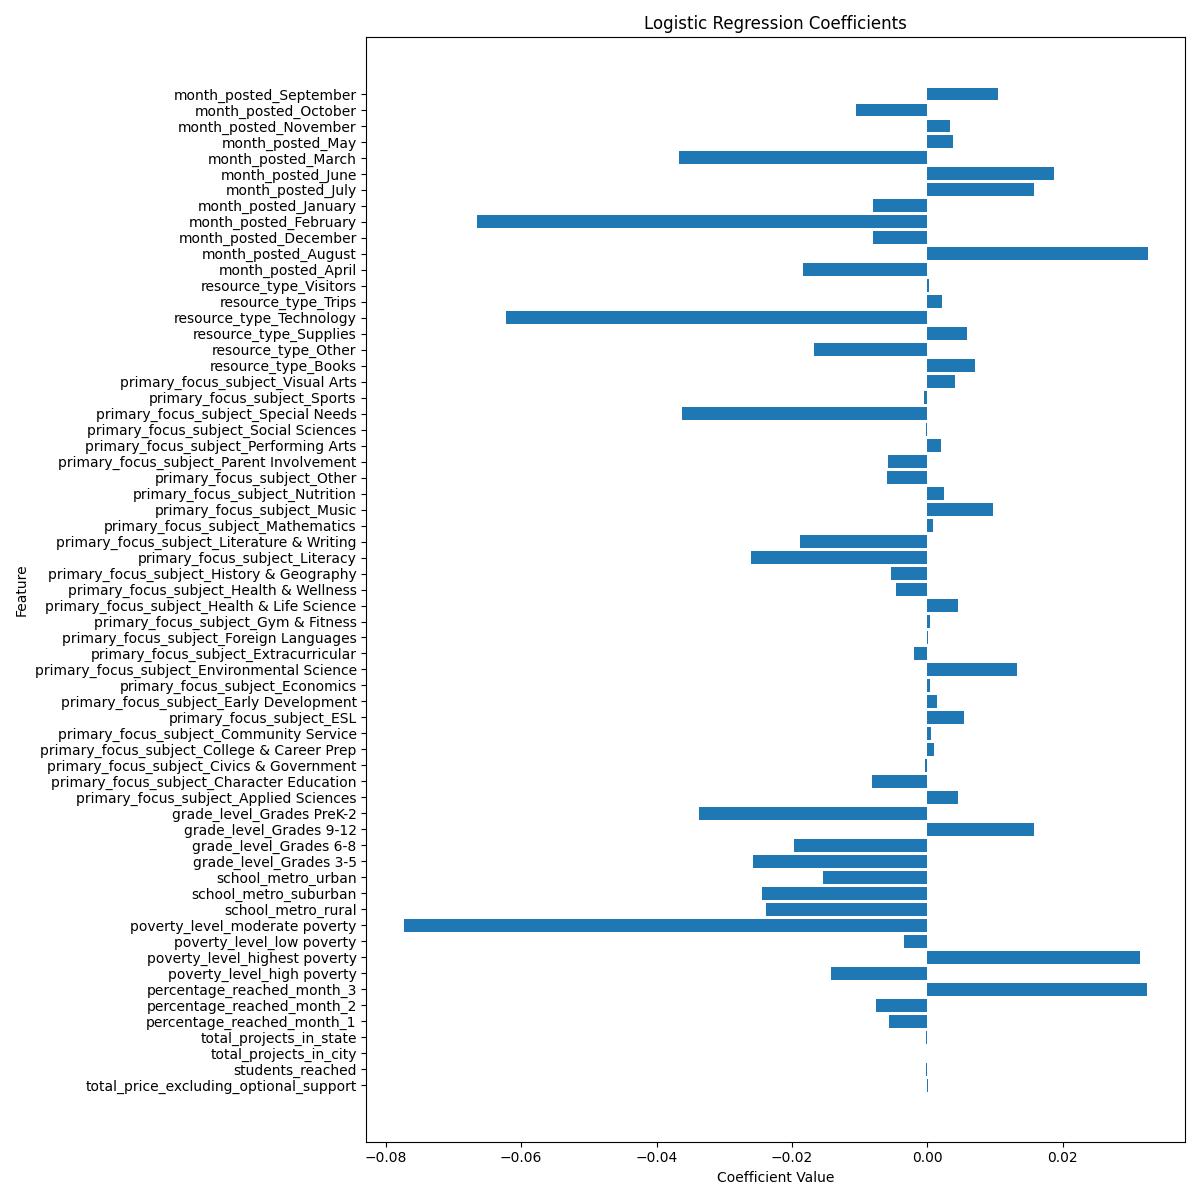 Logistic Regression Coefficients
Feature
month_posted_September
month_posted_October
month_posted_November
month_posted_May
month_posted_March
month_posted_June
month_posted_July
month_posted_January
month_posted_February
month_posted_December
month_posted_August
month_posted_April
resource_type_Visitors
resource_type_Trips
resource_type_Technology
resource_type_Supplies
resource_type_Other
resource_type_Books
primary_focus_subject_Visual Arts
primary_focus_subject_Sports
primary_focus_subject_Special Needs
primary_focus_subject_Social Sciences
primary_focus_subject_Performing Arts
primary_focus_subject_Parent Involvement
primary_focus_subject_Other
primary_focus_subject_Nutrition
primary_focus_subject_Music
primary_focus_subject_Mathematics
primary_focus_subject_Literature & Writing
primary_focus_subject_Literacy
primary_focus_subject_History & Geography
primary_focus_subject_Health & Wellness
primary_focus_subject_Health & Life Science
primary_focus_subject_Gym & Fitness
primary_focus_subject_Foreign Languages
primary_focus_subject_Extracurricular
primary_focus_subject_Environmental Science
primary_focus_subject_Economics
primary_focus_subject_Early Development
primary_focus_subject_ESL
primary_focus_subject_Community Service
primary_focus_subject_College & Career Prep
primary_focus_subject_Civics & Government
primary_focus_subject_Character Education
primary_focus_subject_Applied Sciences
grade_level_Grades PreK-2
grade_level_Grades 9-12
grade_level_Grades 6-8
grade_level_Grades 3-5
school_metro_urban
school_metro_suburban
school_metro_rural
poverty_level_moderate poverty
poverty_level_low poverty
poverty_level_highest poverty
poverty_level_high poverty
percentage_reached_month_3
percentage_reached_month_2
percentage_reached_month_1
total_projects_in_state
total_projects_in_city
students_reached
total_price_excluding_optional_support
−0.08 −0.06 −0.04 −0.02 0.00 0.02
Coefficient Value